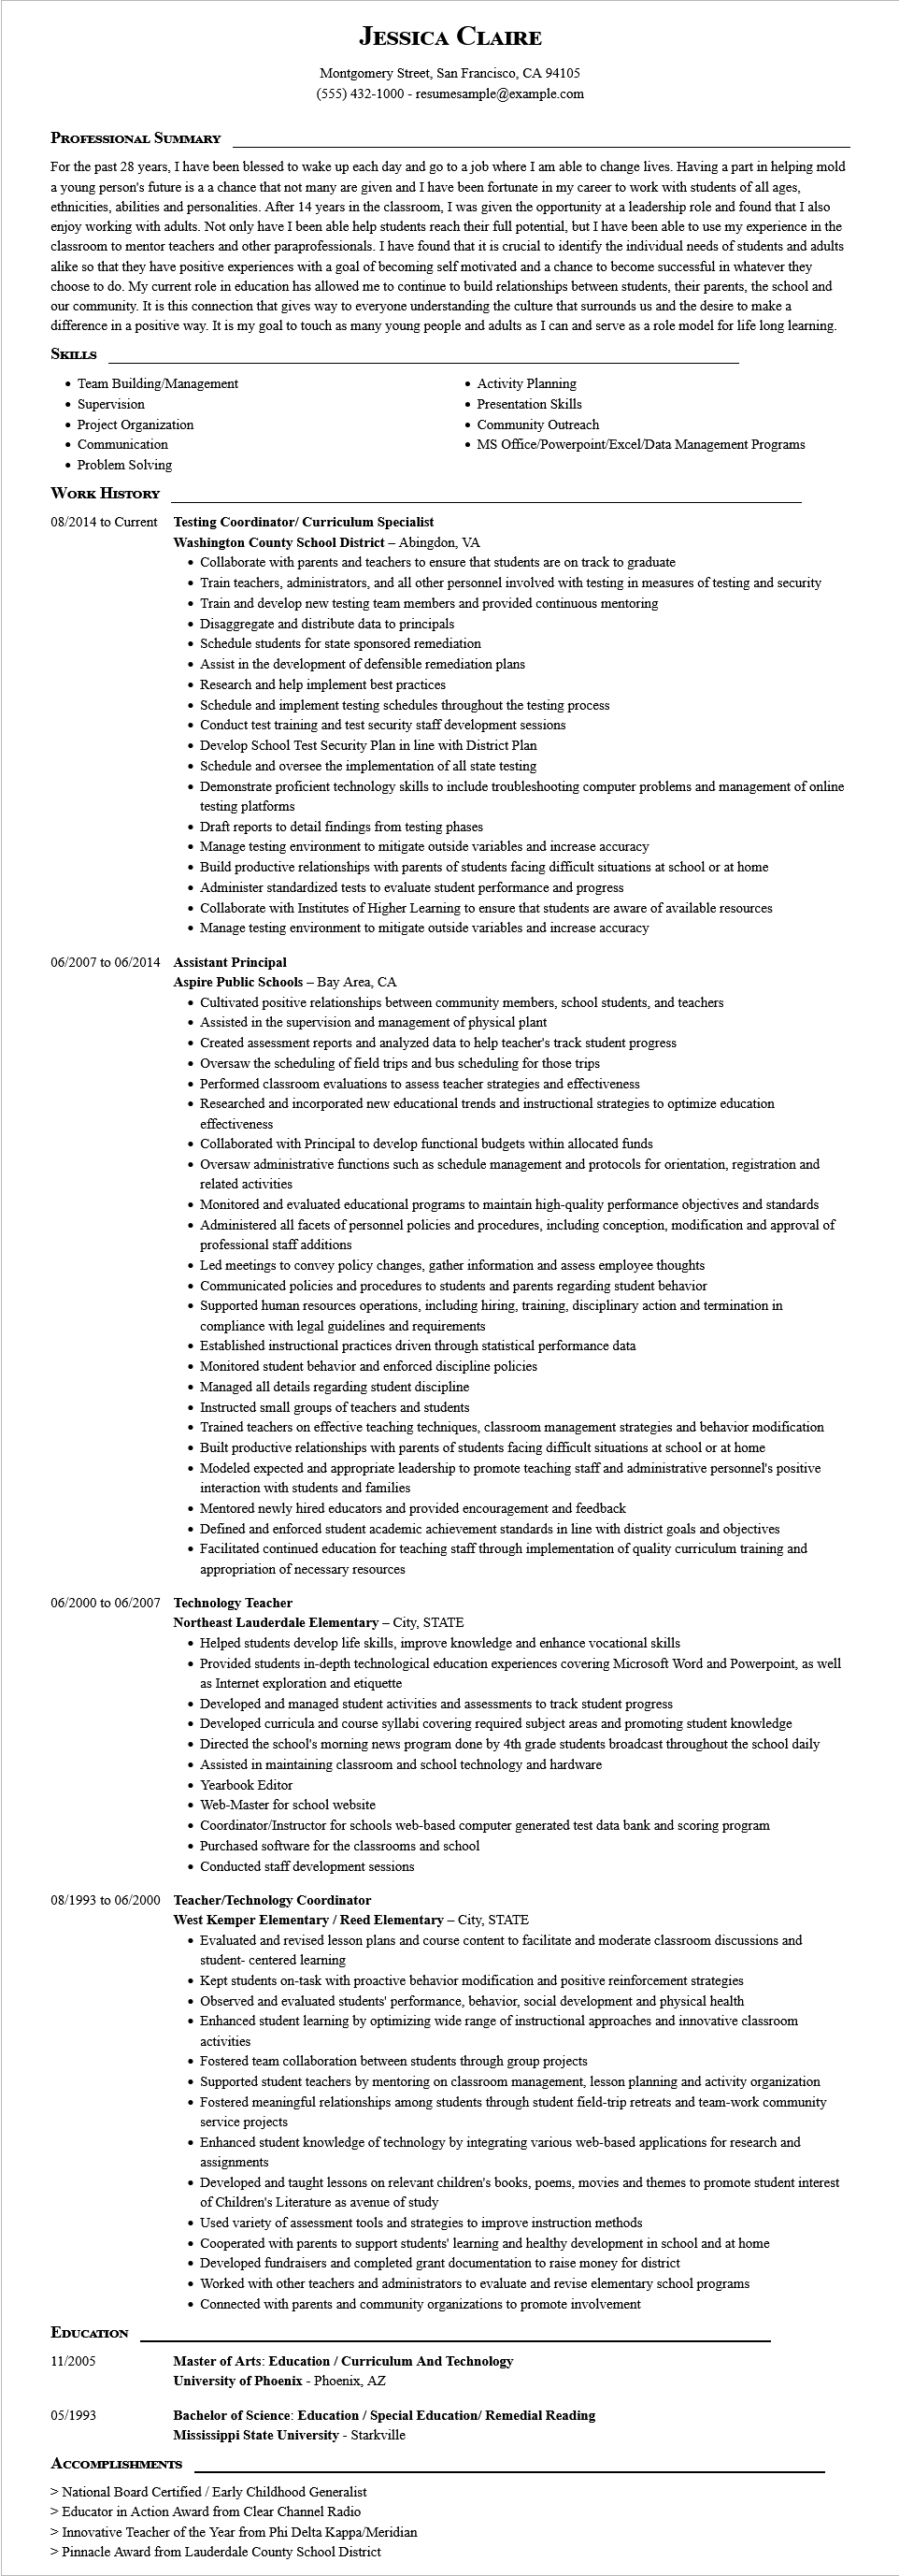 Jessica Claire
Montgomery Street, San Francisco, CA 94105
(555) 432-1000 - resumesample@example.com
Professional Summary
For the past 28 years, I have been blessed to wake up each day and go to a job where I am able to change lives. Having a part in helping mold
a young person's future is a a chance that not many are given and I have been fortunate in my career to work with students of all ages,
ethnicities, abilities and personalities. After 14 years in the classroom, I was given the opportunity at a leadership role and found that I also
enjoy working with adults. Not only have I been able help students reach their full potential, but I have been able to use my experience in the
classroom to mentor teachers and other paraprofessionals. I have found that it is crucial to identify the individual needs of students and adults
alike so that they have positive experiences with a goal of becoming self motivated and a chance to become successful in whatever they
choose to do. My current role in education has allowed me to continue to build relationships between students, their parents, the school and
our community. It is this connection that gives way to everyone understanding the culture that surrounds us and the desire to make a
difference in a positive way. It is my goal to touch as many young people and adults as I can and serve as a role model for life long learning.
Skills
• Team Building/Management
• Supervision
• Project Organization
• Communication
• Problem Solving
• Activity Planning
• Presentation Skills
• Community Outreach
• MS Office/Powerpoint/Excel/Data Management Programs
Work History
08/2014 to Current Testing Coordinator/ Curriculum Specialist
Washington County School District – Abingdon, VA
• Collaborate with parents and teachers to ensure that students are on track to graduate
• Train teachers, administrators, and all other personnel involved with testing in measures of testing and security
• Train and develop new testing team members and provided continuous mentoring
• Disaggregate and distribute data to principals
• Schedule students for state sponsored remediation
• Assist in the development of defensible remediation plans
• Research and help implement best practices
• Schedule and implement testing schedules throughout the testing process
• Conduct test training and test security staff development sessions
• Develop School Test Security Plan in line with District Plan
• Schedule and oversee the implementation of all state testing
• Demonstrate proficient technology skills to include troubleshooting computer problems and management of online
testing platforms
• Draft reports to detail findings from testing phases
• Manage testing environment to mitigate outside variables and increase accuracy
• Build productive relationships with parents of students facing difficult situations at school or at home
• Administer standardized tests to evaluate student performance and progress
• Collaborate with Institutes of Higher Learning to ensure that students are aware of available resources
• Manage testing environment to mitigate outside variables and increase accuracy
06/2007 to 06/2014 Assistant Principal
Aspire Public Schools – Bay Area, CA
• Cultivated positive relationships between community members, school students, and teachers
• Assisted in the supervision and management of physical plant
• Created assessment reports and analyzed data to help teacher's track student progress
• Oversaw the scheduling of field trips and bus scheduling for those trips
• Performed classroom evaluations to assess teacher strategies and effectiveness
• Researched and incorporated new educational trends and instructional strategies to optimize education
effectiveness
• Collaborated with Principal to develop functional budgets within allocated funds
• Oversaw administrative functions such as schedule management and protocols for orientation, registration and
related activities
• Monitored and evaluated educational programs to maintain high-quality performance objectives and standards
• Administered all facets of personnel policies and procedures, including conception, modification and approval of
professional staff additions
• Led meetings to convey policy changes, gather information and assess employee thoughts
• Communicated policies and procedures to students and parents regarding student behavior
• Supported human resources operations, including hiring, training, disciplinary action and termination in
compliance with legal guidelines and requirements
• Established instructional practices driven through statistical performance data
• Monitored student behavior and enforced discipline policies
• Managed all details regarding student discipline
• Instructed small groups of teachers and students
• Trained teachers on effective teaching techniques, classroom management strategies and behavior modification
• Built productive relationships with parents of students facing difficult situations at school or at home
• Modeled expected and appropriate leadership to promote teaching staff and administrative personnel's positive
interaction with students and families
• Mentored newly hired educators and provided encouragement and feedback
• Defined and enforced student academic achievement standards in line with district goals and objectives
• Facilitated continued education for teaching staff through implementation of quality curriculum training and
appropriation of necessary resources
06/2000 to 06/2007 Technology Teacher
Northeast Lauderdale Elementary – City, STATE
• Helped students develop life skills, improve knowledge and enhance vocational skills
• Provided students in-depth technological education experiences covering Microsoft Word and Powerpoint, as well
as Internet exploration and etiquette
• Developed and managed student activities and assessments to track student progress
• Developed curricula and course syllabi covering required subject areas and promoting student knowledge
• Directed the school's morning news program done by 4th grade students broadcast throughout the school daily
• Assisted in maintaining classroom and school technology and hardware
• Yearbook Editor
• Web-Master for school website
• Coordinator/Instructor for schools web-based computer generated test data bank and scoring program
• Purchased software for the classrooms and school
• Conducted staff development sessions
08/1993 to 06/2000 Teacher/Technology Coordinator
West Kemper Elementary / Reed Elementary – City, STATE
• Evaluated and revised lesson plans and course content to facilitate and moderate classroom discussions and
student- centered learning
• Kept students on-task with proactive behavior modification and positive reinforcement strategies
• Observed and evaluated students' performance, behavior, social development and physical health
• Enhanced student learning by optimizing wide range of instructional approaches and innovative classroom
activities
• Fostered team collaboration between students through group projects
• Supported student teachers by mentoring on classroom management, lesson planning and activity organization
• Fostered meaningful relationships among students through student field-trip retreats and team-work community
service projects
• Enhanced student knowledge of technology by integrating various web-based applications for research and
assignments
• Developed and taught lessons on relevant children's books, poems, movies and themes to promote student interest
of Children's Literature as avenue of study
• Used variety of assessment tools and strategies to improve instruction methods
• Cooperated with parents to support students' learning and healthy development in school and at home
• Developed fundraisers and completed grant documentation to raise money for district
• Worked with other teachers and administrators to evaluate and revise elementary school programs
• Connected with parents and community organizations to promote involvement
Education
11/2005 Master of Arts: Education / Curriculum And Technology
University of Phoenix - Phoenix, AZ
05/1993 Bachelor of Science: Education / Special Education/ Remedial Reading
Mississippi State University - Starkville
Accomplishments
> National Board Certified / Early Childhood Generalist
> Educator in Action Award from Clear Channel Radio
> Innovative Teacher of the Year from Phi Delta Kappa/Meridian
> Pinnacle Award from Lauderdale County School District